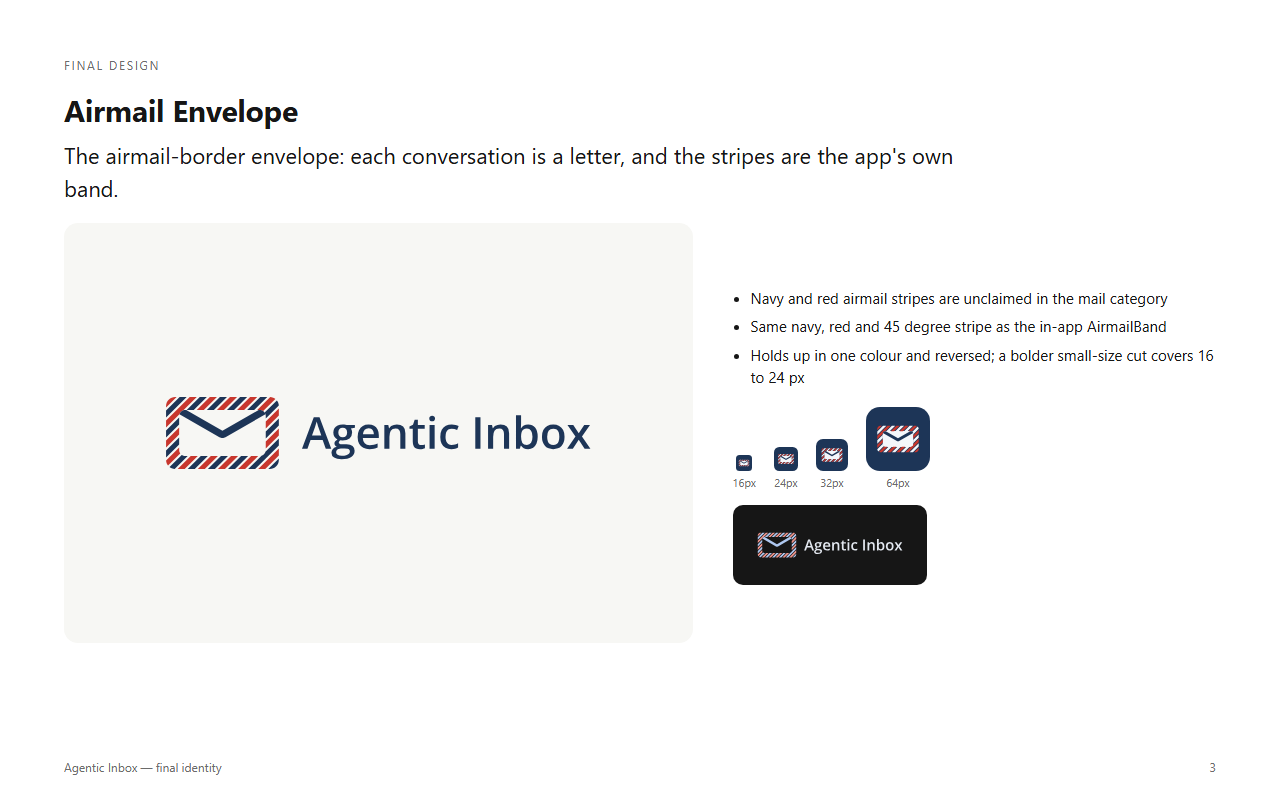 FINAL DESIGN
Airmail Envelope
The airmail-border envelope: each conversation is a letter, and the stripes are the app's own
band.
Agentic Inbox
• Navy and red airmail stripes are unclaimed in the mail category
• Same navy, red and 45 degree stripe as the in-app AirmailBand
• Holds up in one colour and reversed; a bolder small-size cut covers 16
to 24 px
16px 24px 32px 64px
Agentic Inbox
Agentic Inbox — final identity
3